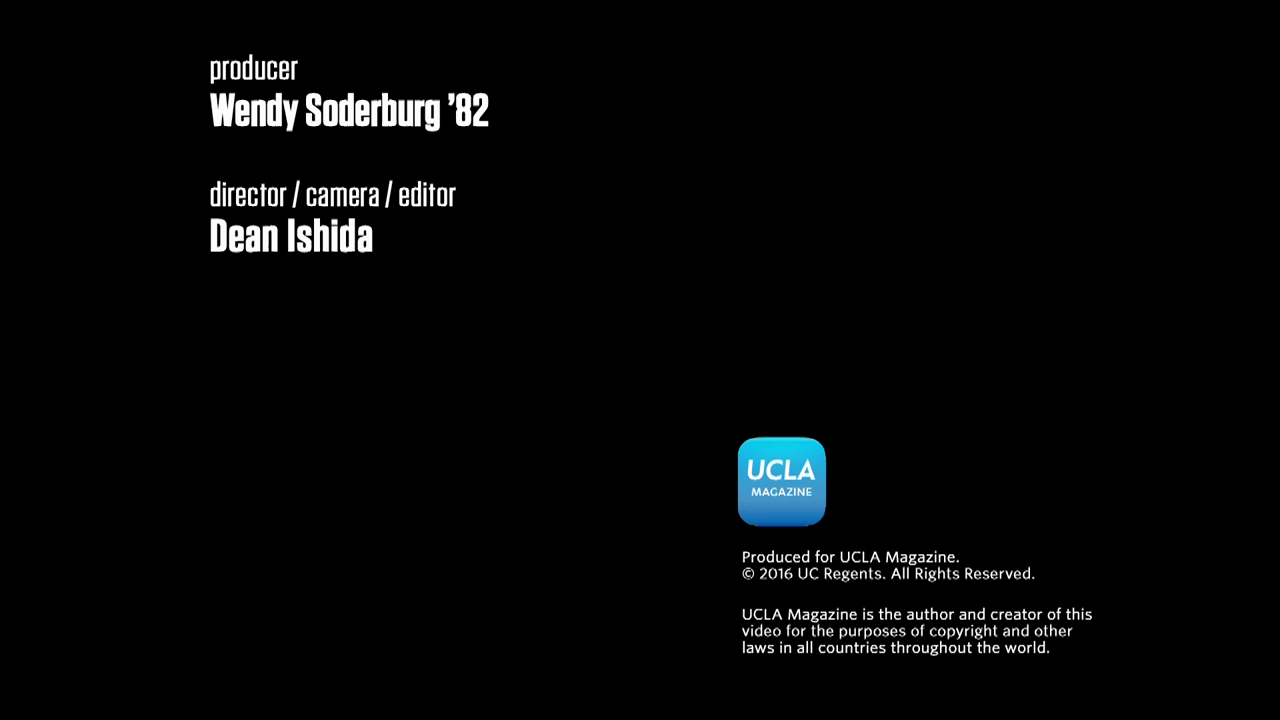 producer
Wendy Soderburg ’82
director / camera / editor
Dean Ishida
UCLA
MAGAZINE
Produced for UCLA Magazine.
© 2016 UC Regents. All Rights Reserved.
UCLA Magazine is the author and creator of this
video for the purposes of copyright and other
laws in all countries throughout the world.